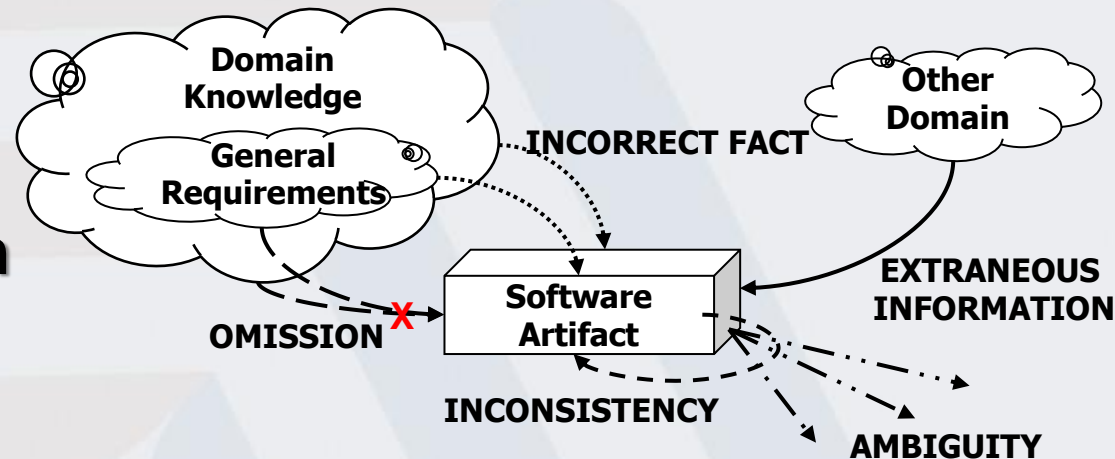 Domain
Knowledge
General
Requirements
INCORRECT FACT
Other
Domain
Software
Artifact
EXTRANEOUS
INFORMATION
OMISSION
X
INCONSISTENCY
AMBIGUITY